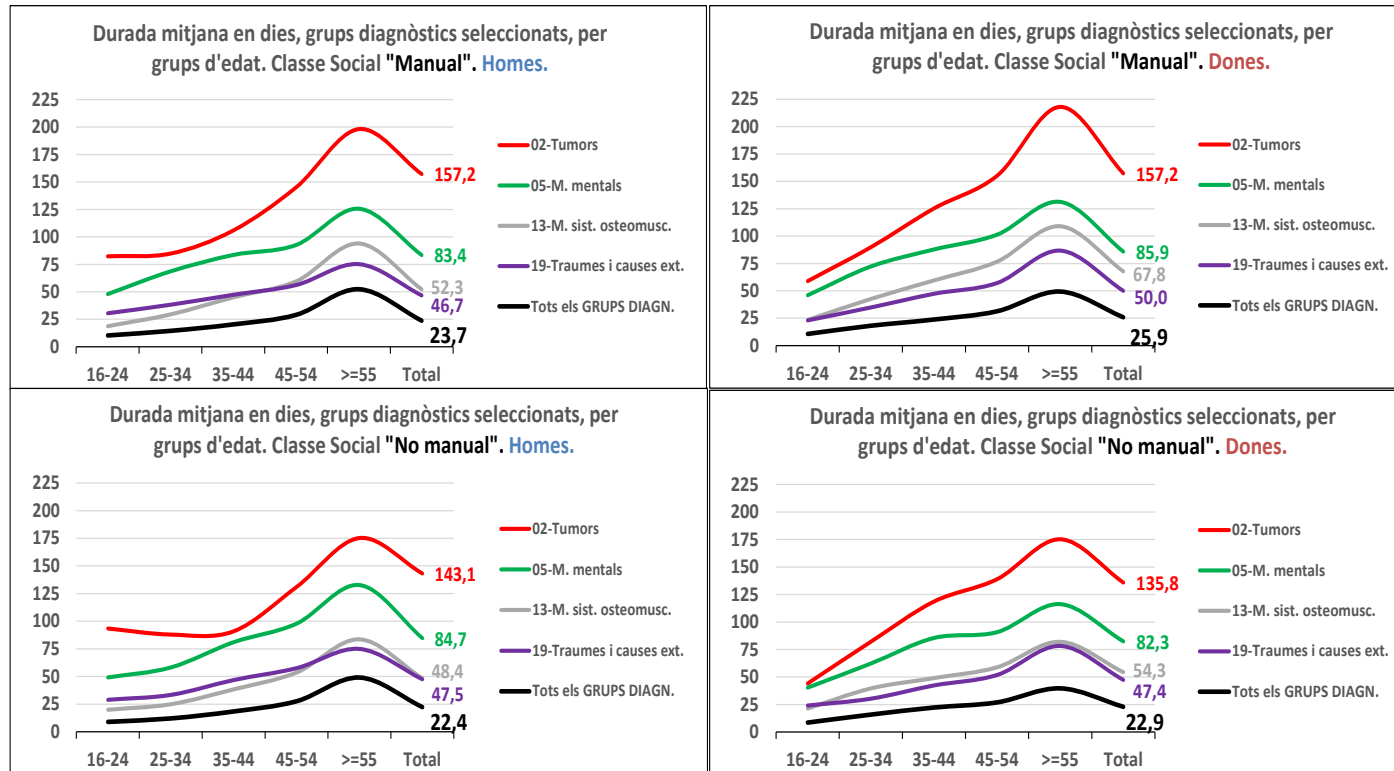 Durada mitjana en dies, grups diagnòstics seleccionats, per
grups d'edat. Classe Social "Manual". Homes.
225
200
175
150
125
100
75
50
25
0
16-24 25-34 35-44 45-54 >=55 Total
157,2
83,4
52,3
46,7
23,7
02-Tumors
05-M. mentals
13-M. sist. osteomusc.
19-Traumes i causes ext.
Tots els GRUPS DIAGN.
Durada mitjana en dies, grups diagnòstics seleccionats, per
grups d'edat. Classe Social "Manual". Dones.
225
200
175
150
125
100
75
50
25
0
16-24 25-34 35-44 45-54 >=55 Total
157,2
85,9
67,8
50,0
25,9
02-Tumors
05-M. mentals
13-M. sist. osteomusc.
19-Traumes i causes ext.
Tots els GRUPS DIAGN.
Durada mitjana en dies, grups diagnòstics seleccionats, per
grups d'edat. Classe Social "No manual". Homes.
225
200
175
150
125
100
75
50
25
0
16-24 25-34 35-44 45-54 >=55 Total
143,1
84,7
48,4
47,5
22,4
02-Tumors
05-M. mentals
13-M. sist. osteomusc.
19-Traumes i causes ext.
Tots els GRUPS DIAGN.
Durada mitjana en dies, grups diagnòstics seleccionats, per
grups d'edat. Classe Social "No manual". Dones.
225
200
175
150
125
100
75
50
25
0
16-24 25-34 35-44 45-54 >=55 Total
135,8
82,3
54,3
47,4
22,9
02-Tumors
05-M. mentals
13-M. sist. osteomusc.
19-Traumes i causes ext.
Tots els GRUPS DIAGN.